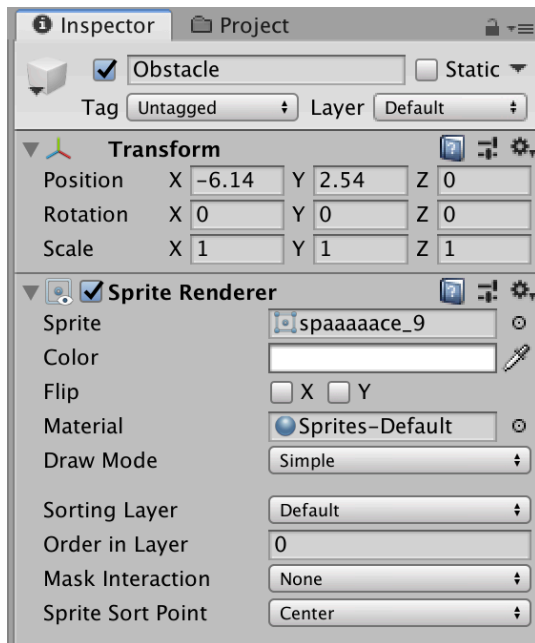 Inspector Project
Obstacle Static
Tag Untagged Layer Default
Transform
Position X -6.14 Y 2.54 Z 0
Rotation X 0 Y 0 Z 0
Scale X 1 Y 1 Z 1
Sprite Renderer
Sprite spaaaaace_9
Color
Flip X Y
Material Sprites-Default
Draw Mode Simple
Sorting Layer Default
Order in Layer 0
Mask Interaction None
Sprite Sort Point Center